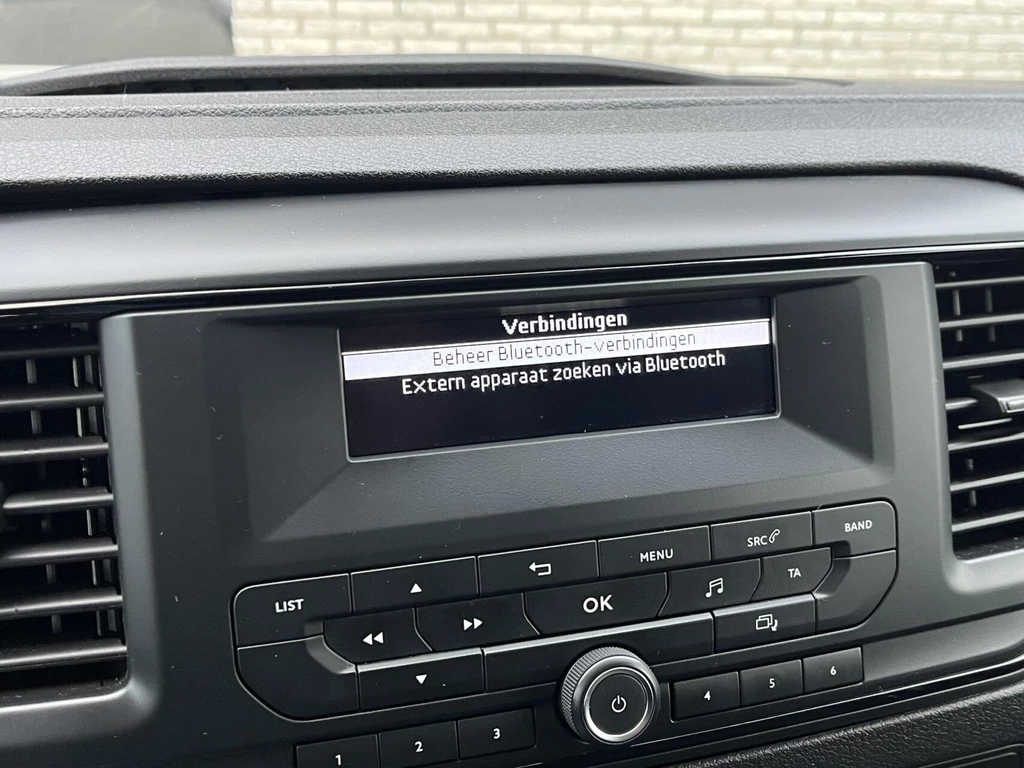 Verbindingen
Beheer Bluetooth-verbindingen
Extern apparaat zoeken via Bluetooth
LIST
MENU
SRC
BAND
OK
TA
1
2
3
4
5
6